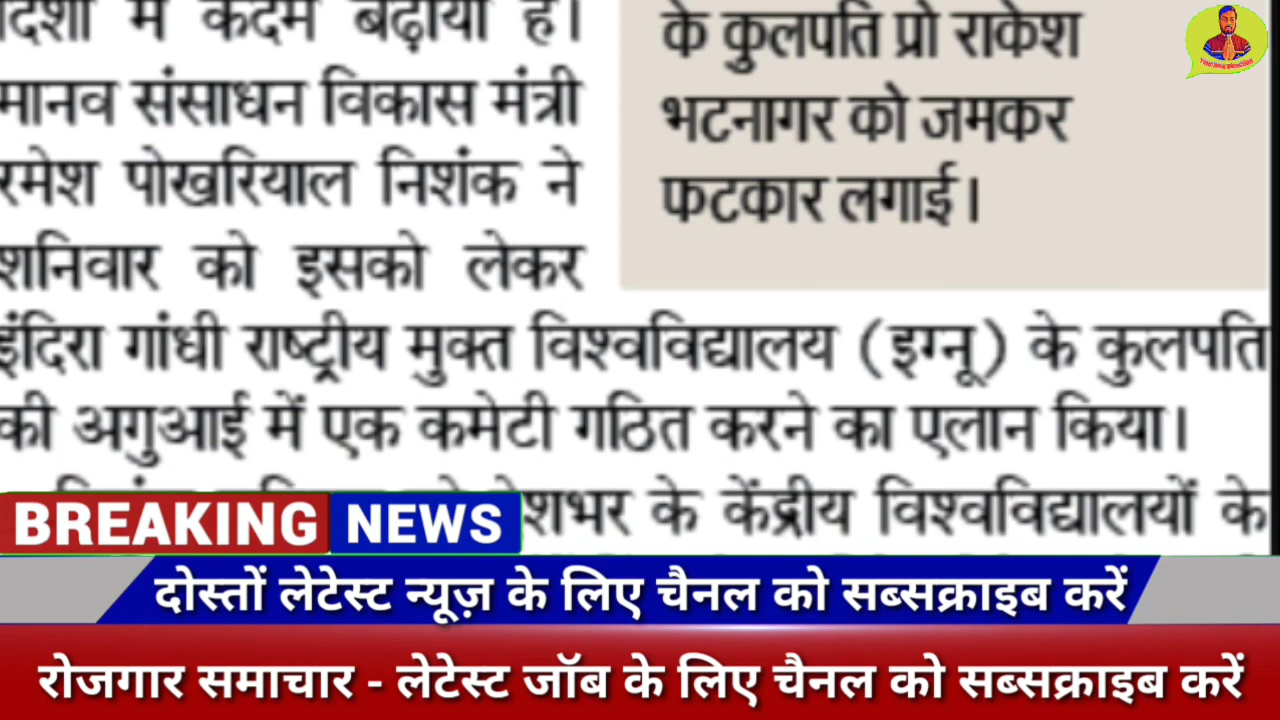 दिशा में कदम बढ़ाया है।
मानव संसाधन विकास मंत्री
रमेश पोखरियाल निशंक ने
शनिवार को इसको लेकर
के कुलपति प्रो राकेश
भटनागर को जमकर
फटकार लगाई।
इंदिरा गांधी राष्ट्रीय मुक्त विश्वविद्यालय (इग्नू) के कुलपति
की अगुआई में एक कमेटी गठित करने का एलान किया।
के केंद्रीय विश्वविद्यालयों के
BREAKING NEWS
दोस्तों लेटेस्ट न्यूज़ के लिए चैनल को सब्सक्राइब करें
रोजगार समाचार - लेटेस्ट जॉब के लिए चैनल को सब्सक्राइब करें